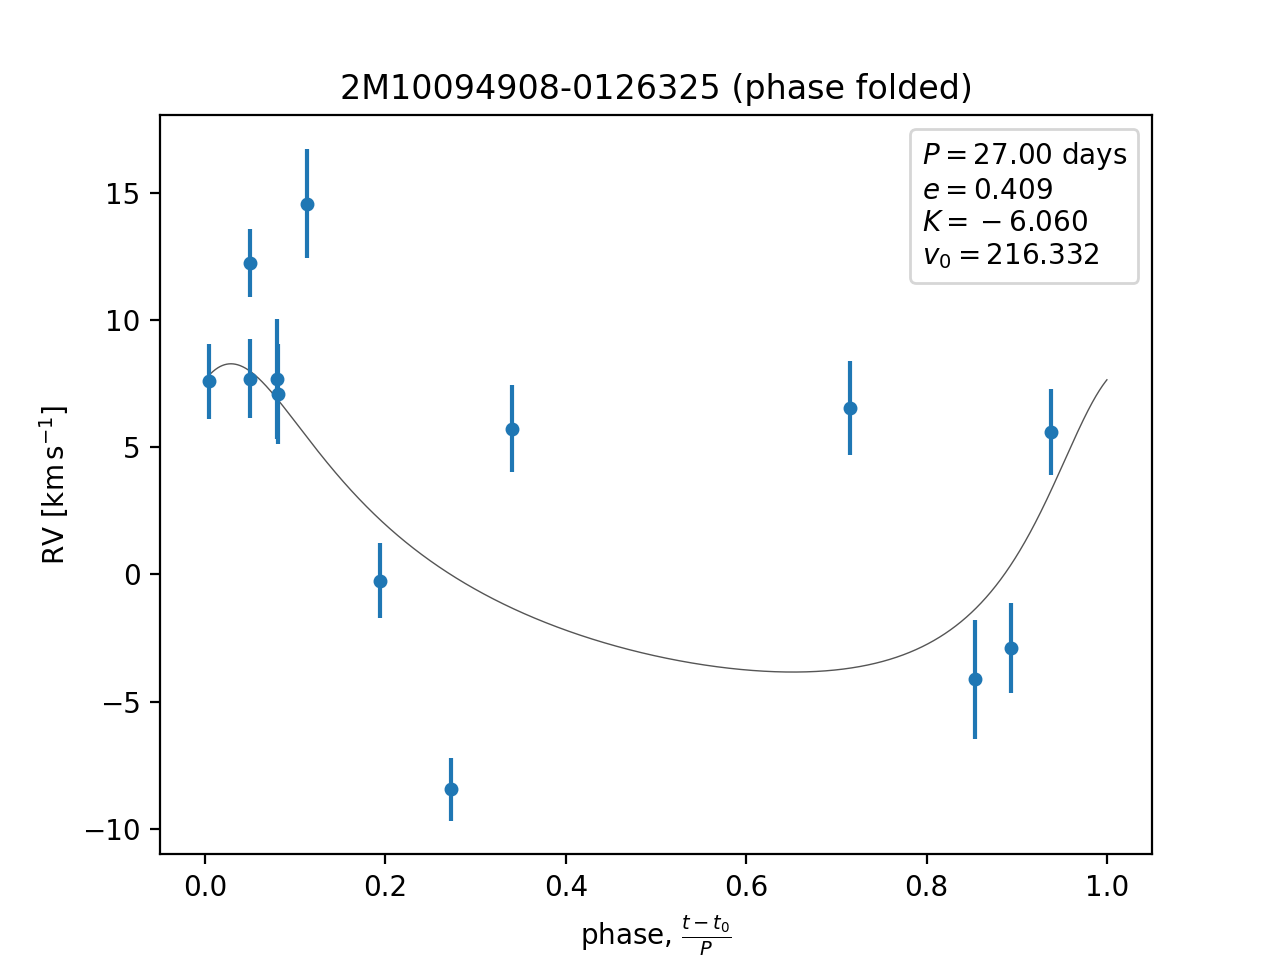 2M10094908-0126325 (phase folded)
P = 27.00 days
e = 0.409
K = −6.060
v₀ = 216.332
15
10
5
0
−5
−10
RV [km s⁻¹]
0.0 0.2 0.4 0.6 0.8 1.0
phase, (t − t₀)/P